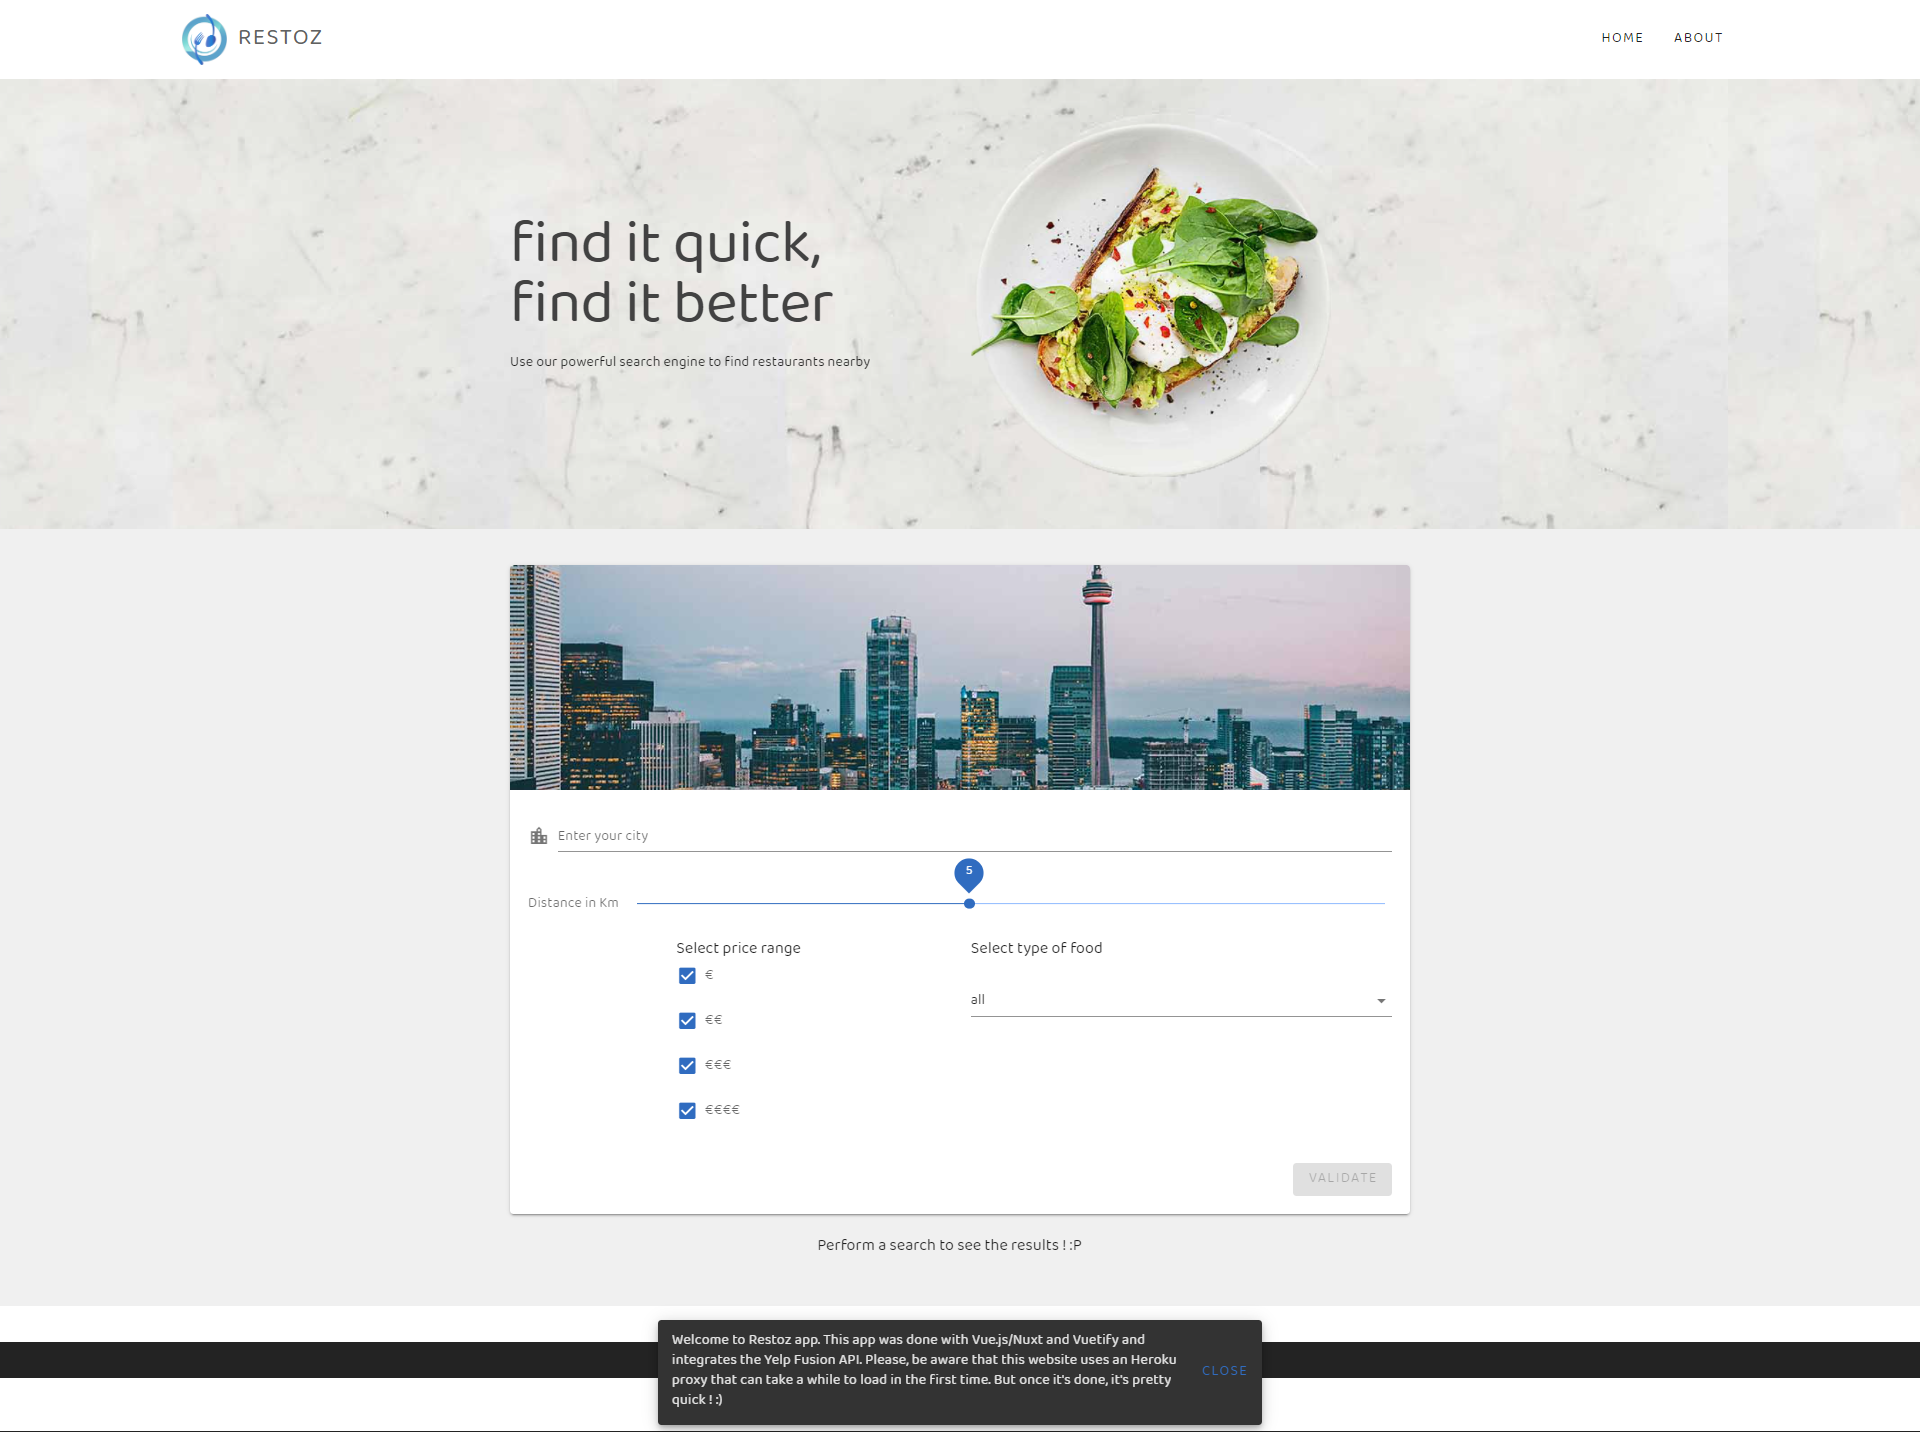 RESTOZ
HOME
ABOUT
find it quick,
find it better
Use our powerful search engine to find restaurants nearby
Enter your city
5
Distance in Km
Select price range
Select type of food
€
all
€€
€€€
€€€€
VALIDATE
Perform a search to see the results ! :P
Welcome to Restoz app. This app was done with Vue.js/Nuxt and Vuetify and
integrates the Yelp Fusion API. Please, be aware that this website uses an Heroku
proxy that can take a while to load in the first time. But once it's done, it's pretty
quick ! :)
CLOSE